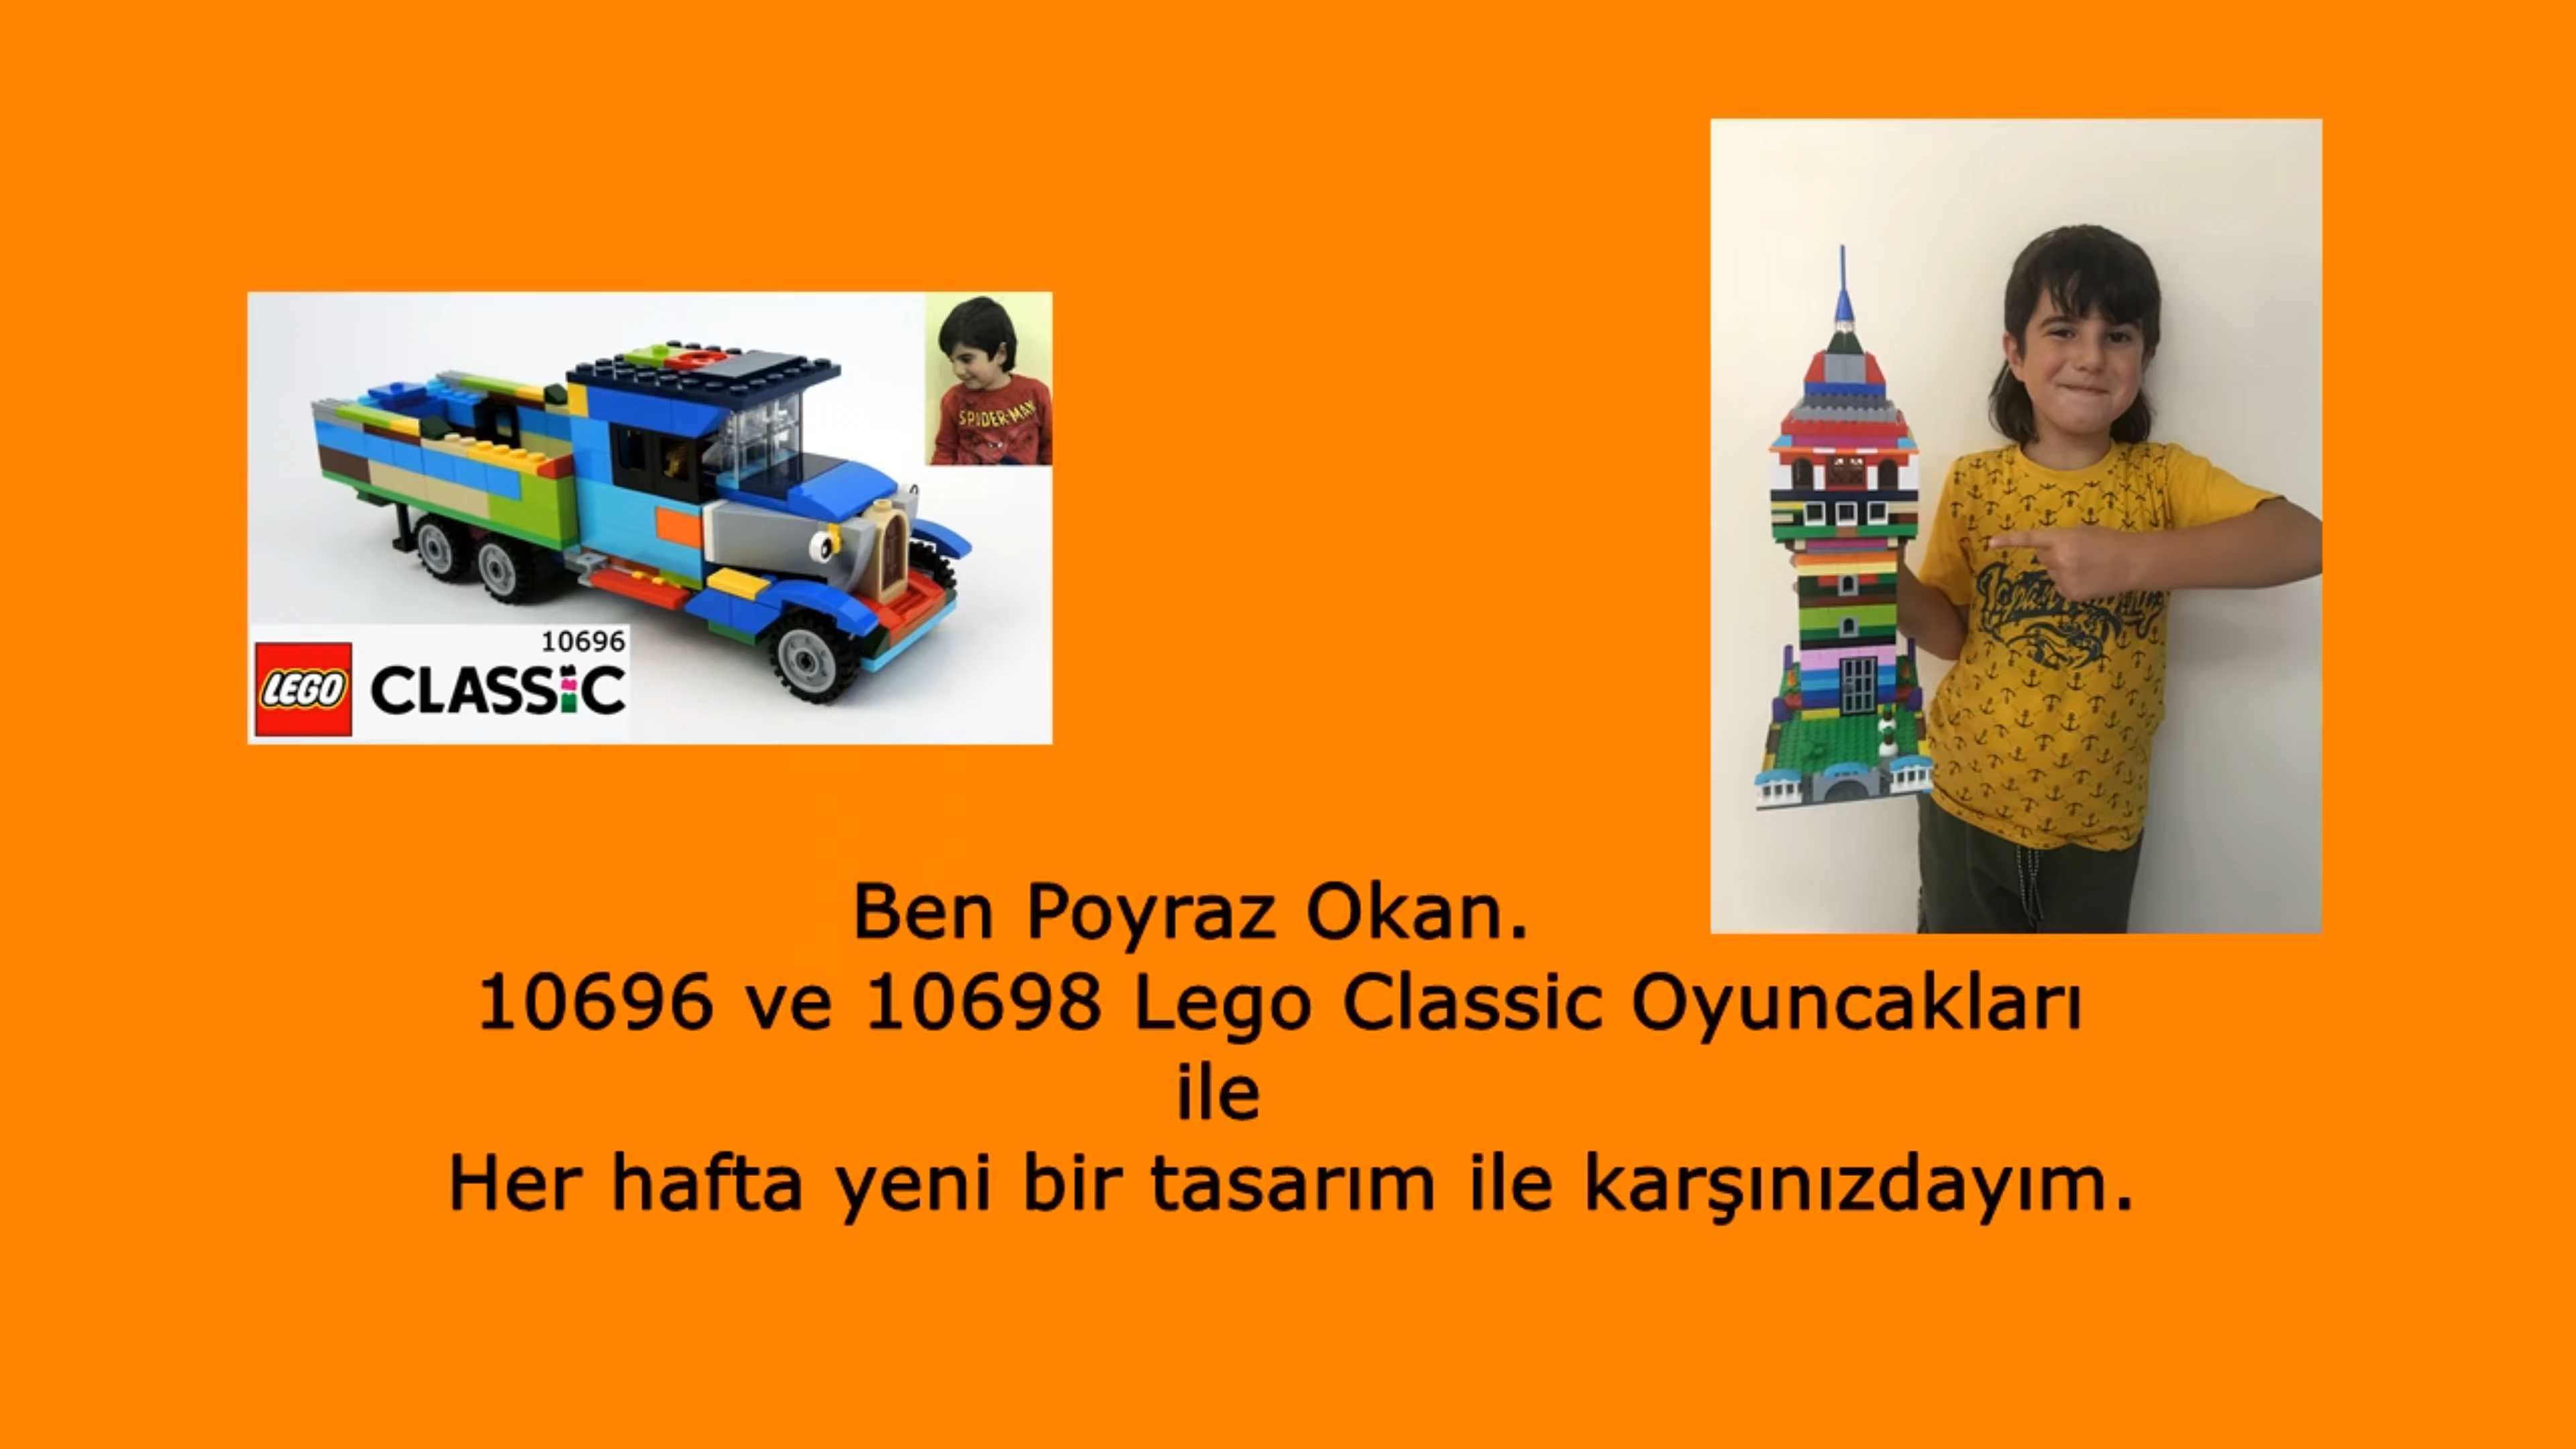 SPIDER-MAN
10696
LEGO CLASSiC
Ben Poyraz Okan.
10696 ve 10698 Lego Classic Oyuncakları
ile
Her hafta yeni bir tasarım ile karşınızdayım.